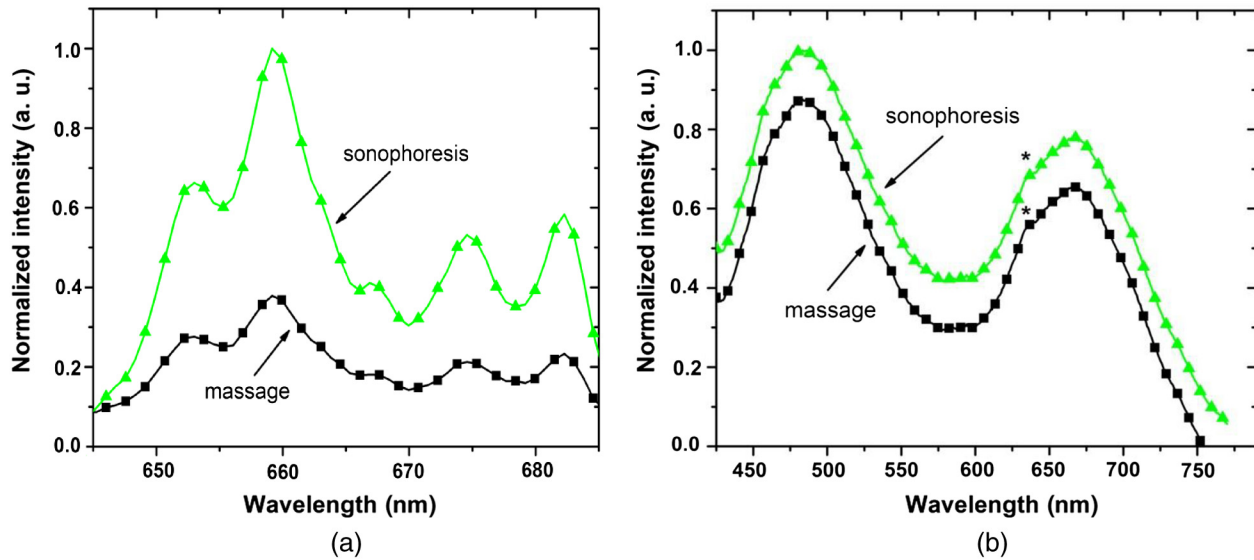 Normalized intensity (a. u.)
1.0
0.8
0.6
0.4
0.2
0.0
sonophoresis
massage
650 660 670 680
Wavelength (nm)
(a)
Normalized intensity (a. u.)
1.0
0.8
0.6
0.4
0.2
0.0
sonophoresis
*
*
massage
450 500 550 600 650 700 750
Wavelength (nm)
(b)